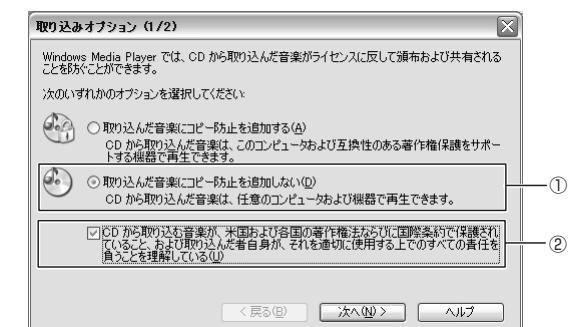 取り込みオプション (1/2)
Windows Media Player では、CD から取り込んだ音楽がライセンスに反して頒布および共有される
ことを防ぐことができます。
次のいずれかのオプションを選択してください:
取り込んだ音楽にコピー防止を追加する(A)
CD から取り込んだ音楽は、このコンピュータおよび互換性のある著作権保護をサポー
トする機器で再生できます。
取り込んだ音楽にコピー防止を追加しない(D)
CD から取り込んだ音楽は、任意のコンピュータおよび機器で再生できます。
①
CD から取り込む音楽が、米国および各国の著作権法ならびに国際条約で保護され
ていること、および取り込んだ者自身が、それを適切に使用する上でのすべての責任を
負うことを理解している(U)
②
< 戻る(B)
次へ(N) >
ヘルプ